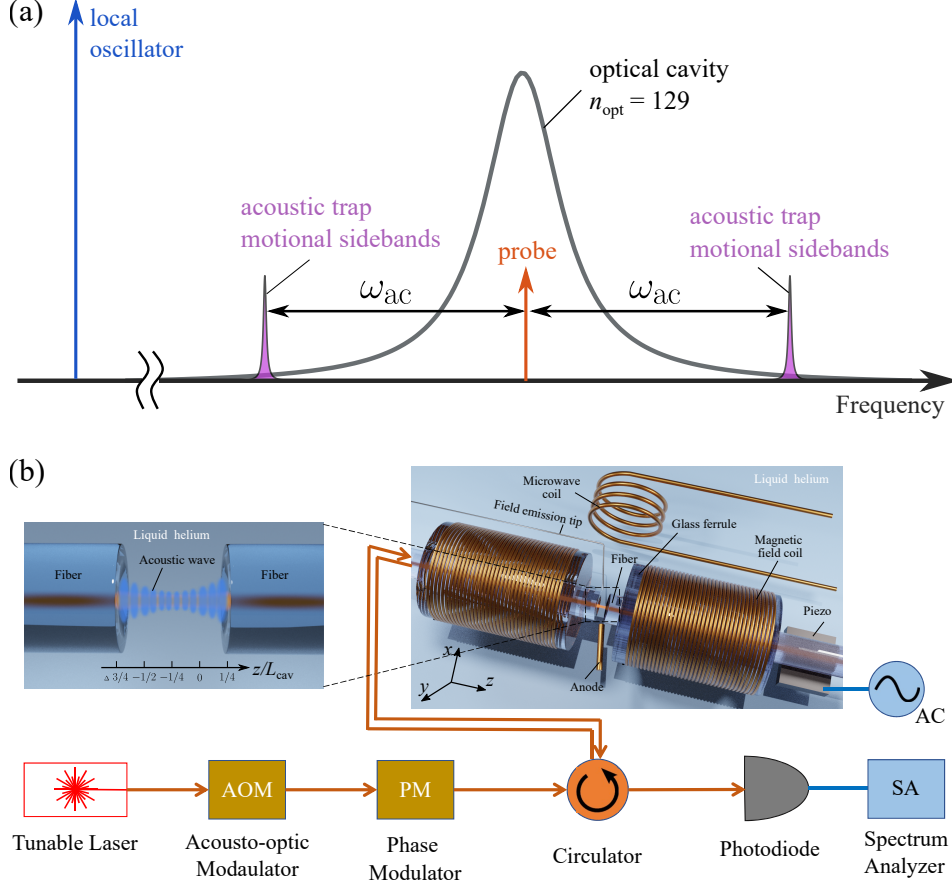 (a)
local
oscillator
optical cavity
n_opt = 129
acoustic trap
motional sidebands
acoustic trap
motional sidebands
probe
ω_ac
ω_ac
Frequency
(b)
Liquid helium
Acoustic wave
Fiber
Fiber
3/4 −1/2 −1/4 0 1/4 z/L_cav
Liquid helium
Microwave
coil
Field emission tip
Glass ferrule
Magnetic
field coil
Fiber
Piezo
x
y
z
Anode
AC
AOM
PM
SA
Tunable Laser
Acousto-optic
Modaulator
Phase
Modulator
Circulator
Photodiode
Spectrum
Analyzer